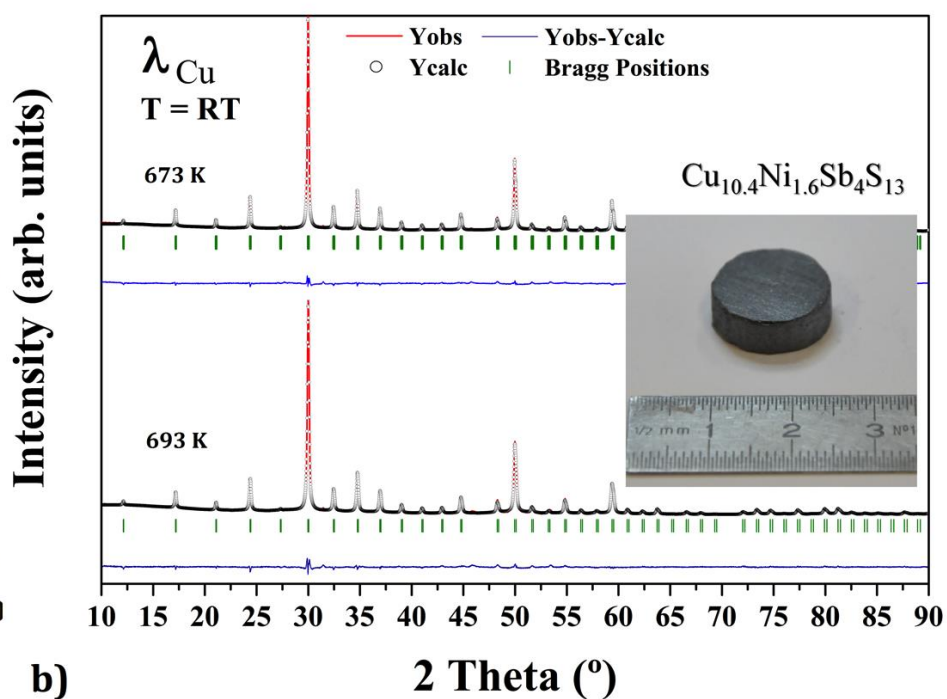 Intensity (arb. units)
λCu
T = RT
Yobs
Yobs-Ycalc
Ycalc
Bragg Positions
673 K
Cu10.4Ni1.6Sb4S13
1/2 mm 1 2 3 Nº1
693 K
10 15 20 25 30 35 40 45 50 55 60 65 70 75 80 85 90
b)
2 Theta (º)